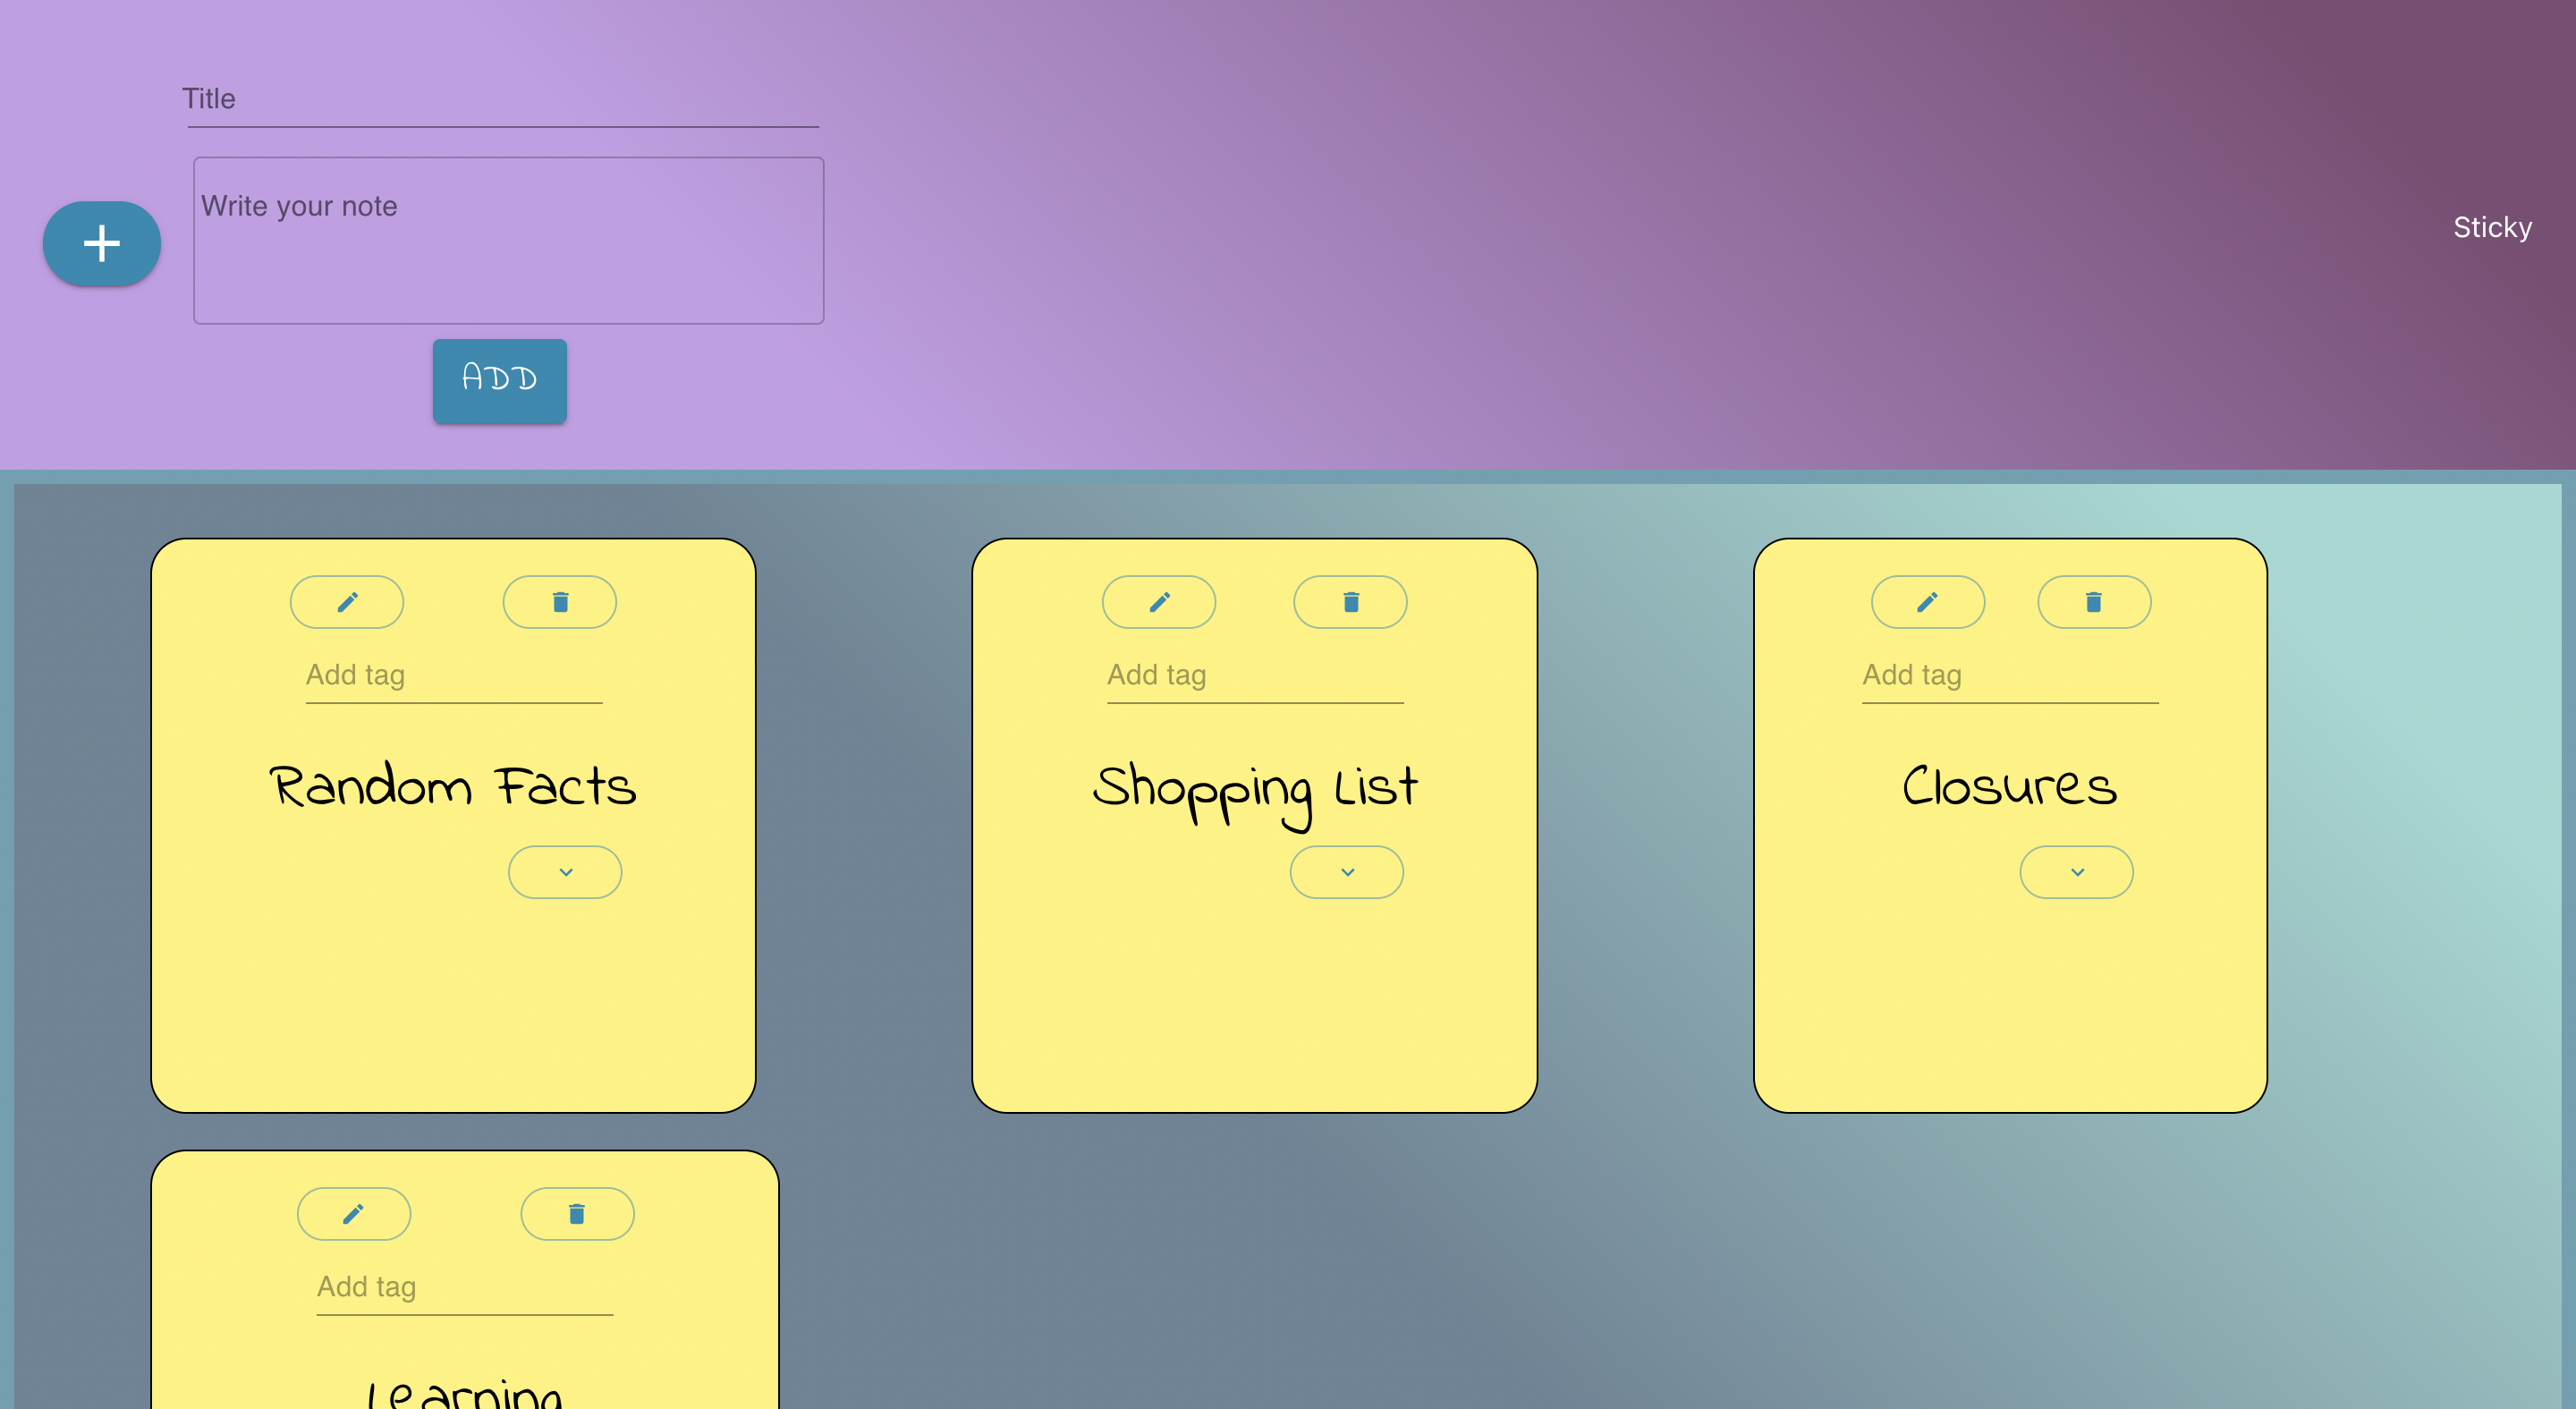 Title
Write your note
Sticky
ADD
Add tag
Add tag
Add tag
Random Facts
Shopping List
Closures
Add tag
Learning